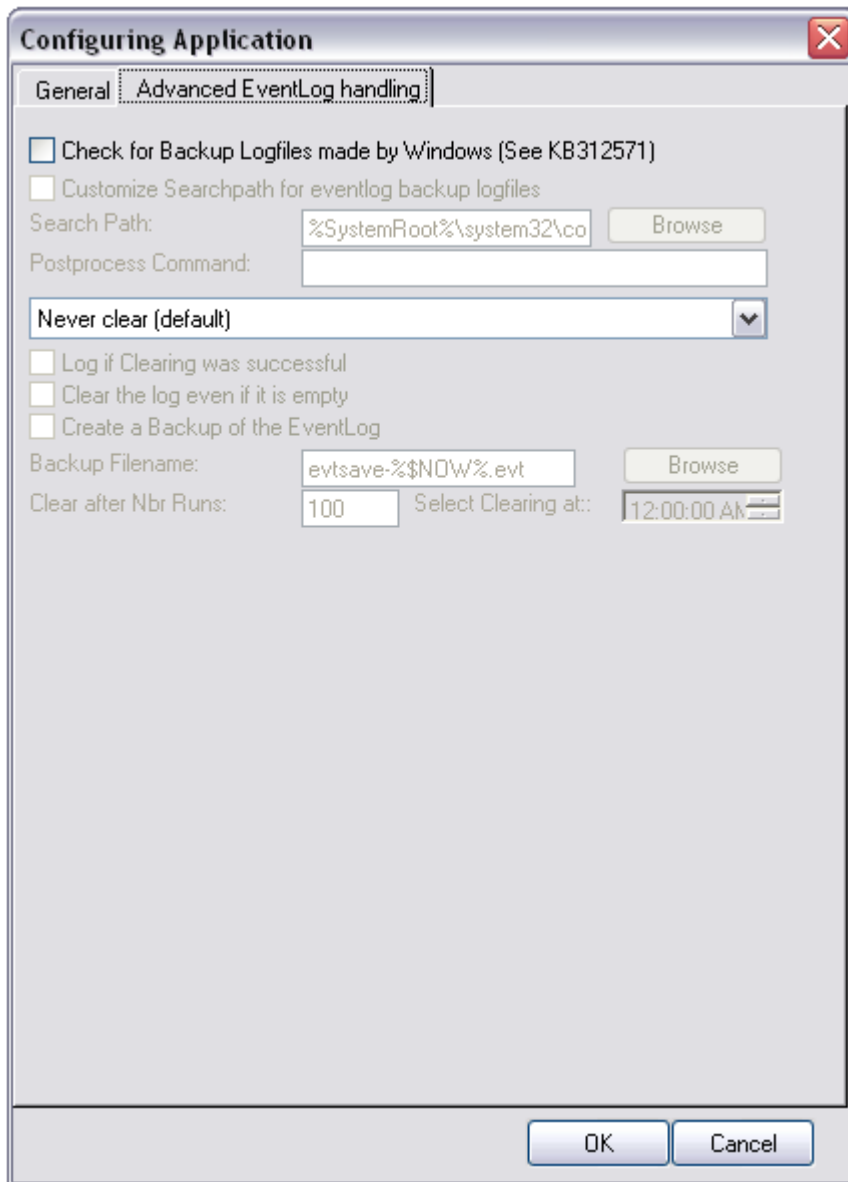 Configuring Application
General Advanced EventLog handling
Check for Backup Logfiles made by Windows (See KB312571)
Customize Searchpath for eventlog backup logfiles
Search Path: %SystemRoot%\system32\co Browse
Postprocess Command:
Never clear (default)
Log if Clearing was successful
Clear the log even if it is empty
Create a Backup of the EventLog
Backup Filename: evtsave-%$NOW%.evt Browse
Clear after Nbr Runs: 100 Select Clearing at:: 12:00:00 AM
OK Cancel